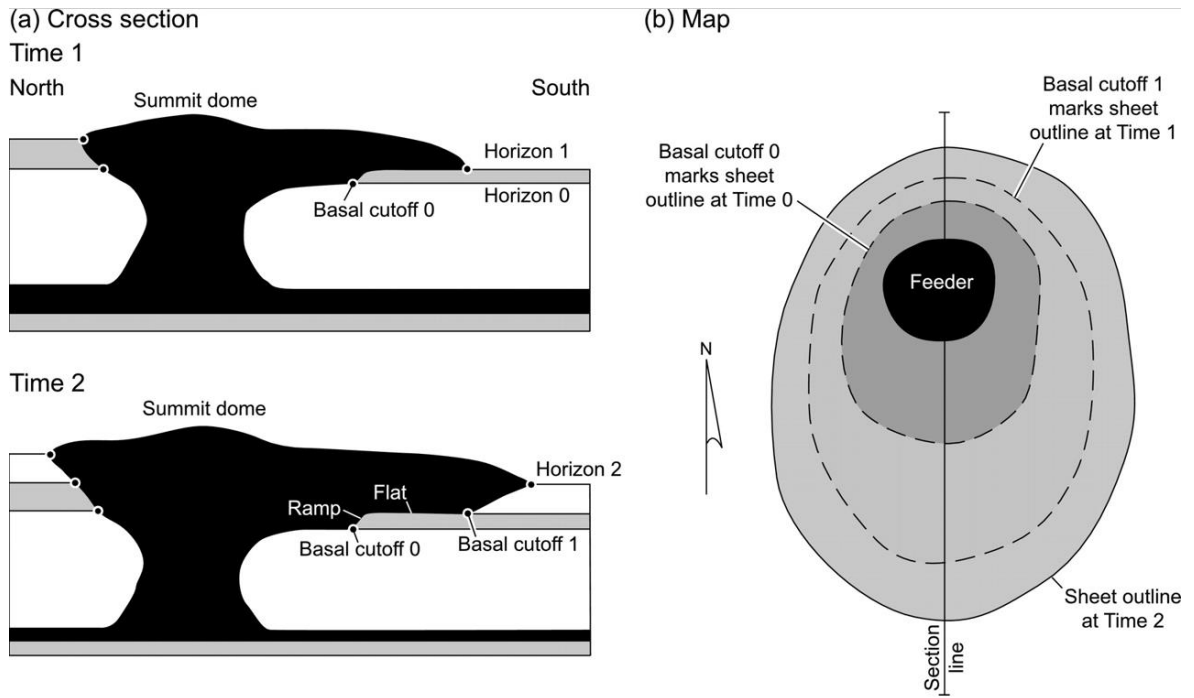 (a) Cross section
Time 1
North
South
Summit dome
Horizon 1
Horizon 0
Basal cutoff 0
Time 2
Summit dome
Horizon 2
Flat
Ramp
Basal cutoff 0
Basal cutoff 1
(b) Map
Basal cutoff 1
marks sheet
outline at Time 1
Basal cutoff 0
marks sheet
outline at Time 0
Feeder
N
Sheet outline
at Time 2
Section
line